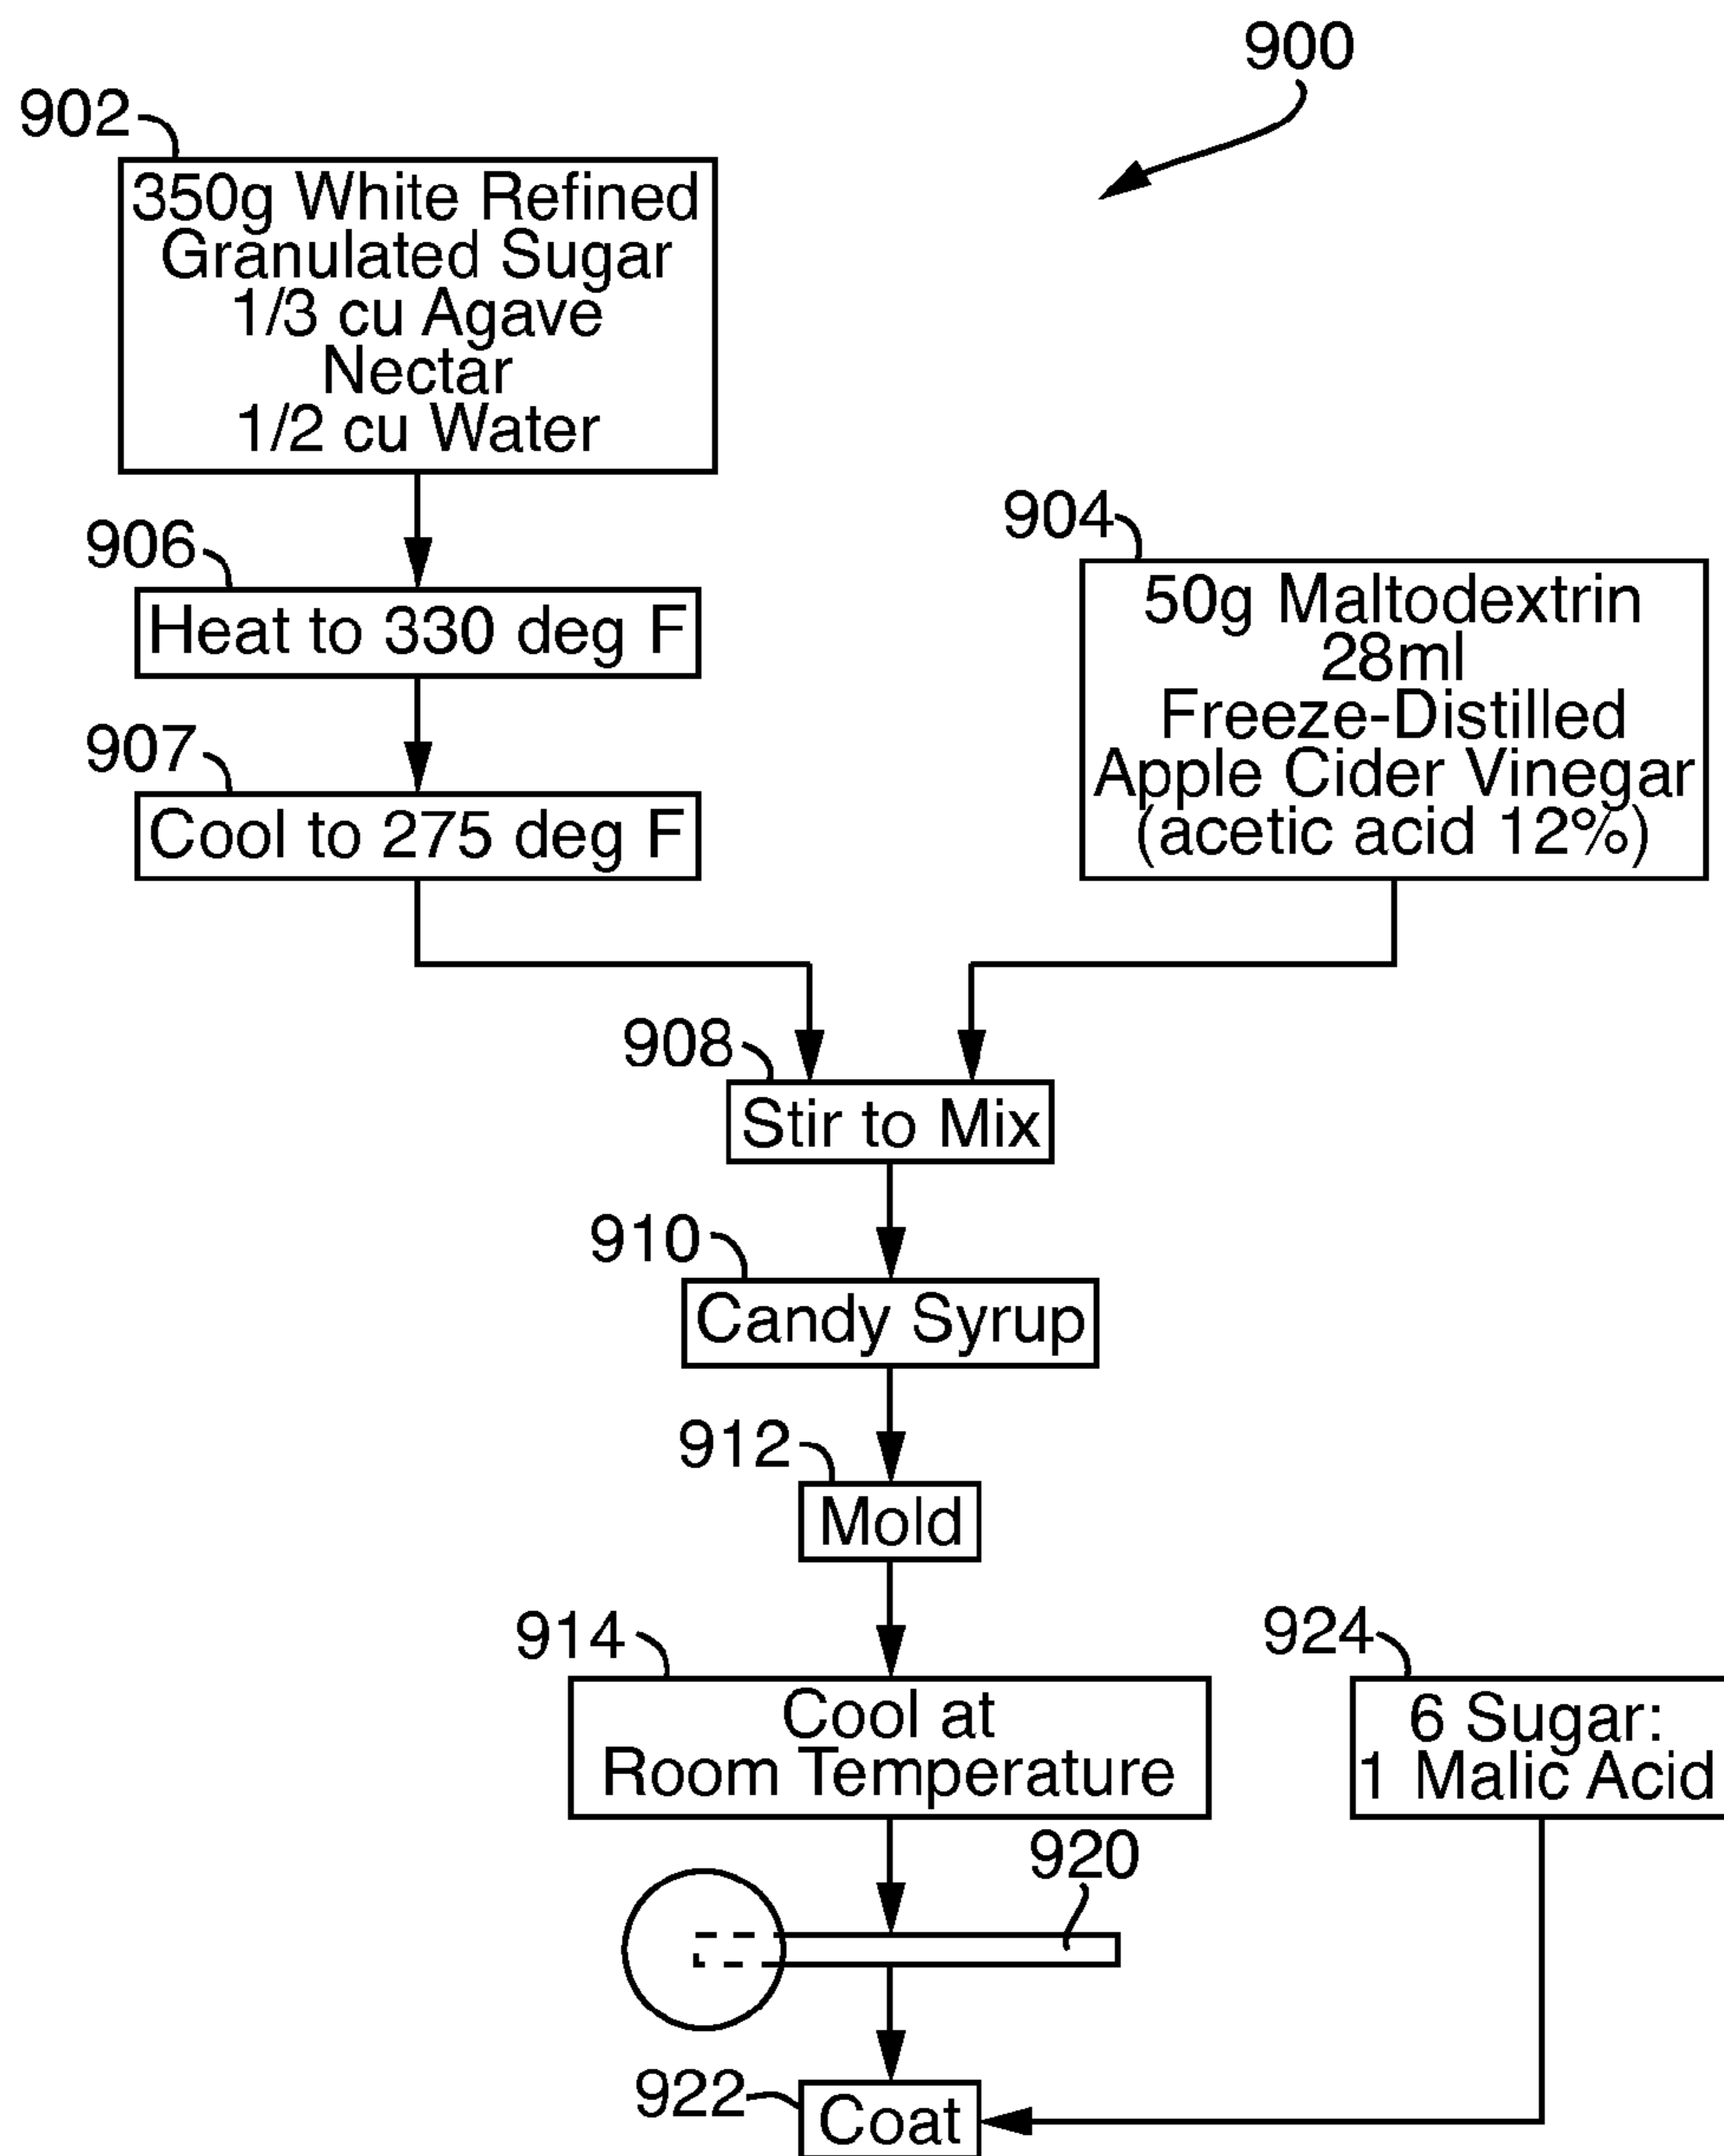 900
902
350g White Refined
Granulated Sugar
1/3 cu Agave
Nectar
1/2 cu Water
906
Heat to 330 deg F
904
50g Maltodextrin
28ml
Freeze-Distilled
Apple Cider Vinegar
(acetic acid 12%)
907
Cool to 275 deg F
908
Stir to Mix
910
Candy Syrup
912
Mold
914
Cool at
Room Temperature
924
6 Sugar:
1 Malic Acid
920
922
Coat